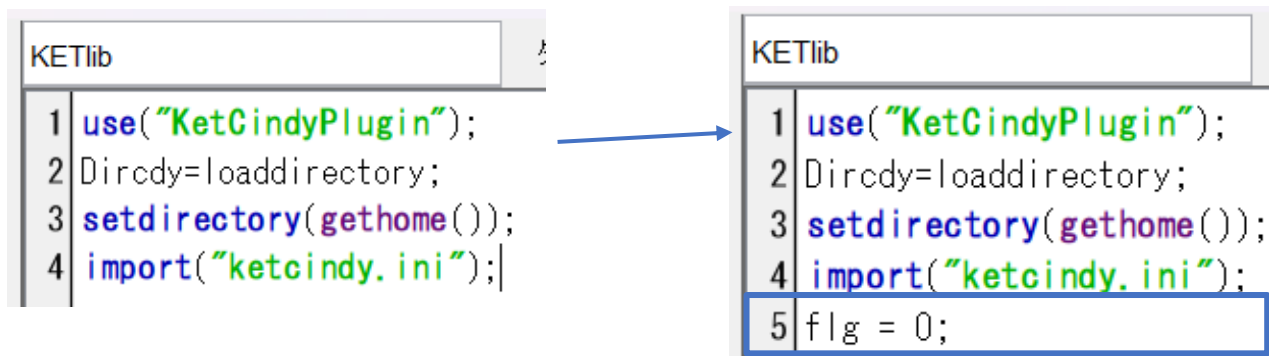 KETlib
1 use("KetCindyPlugin");
2 Dircdy=loaddirectory;
3 setdirectory(gethome());
4 import("ketcindy.ini");
KETlib
1 use("KetCindyPlugin");
2 Dircdy=loaddirectory;
3 setdirectory(gethome());
4 import("ketcindy.ini");
5 flg = 0;